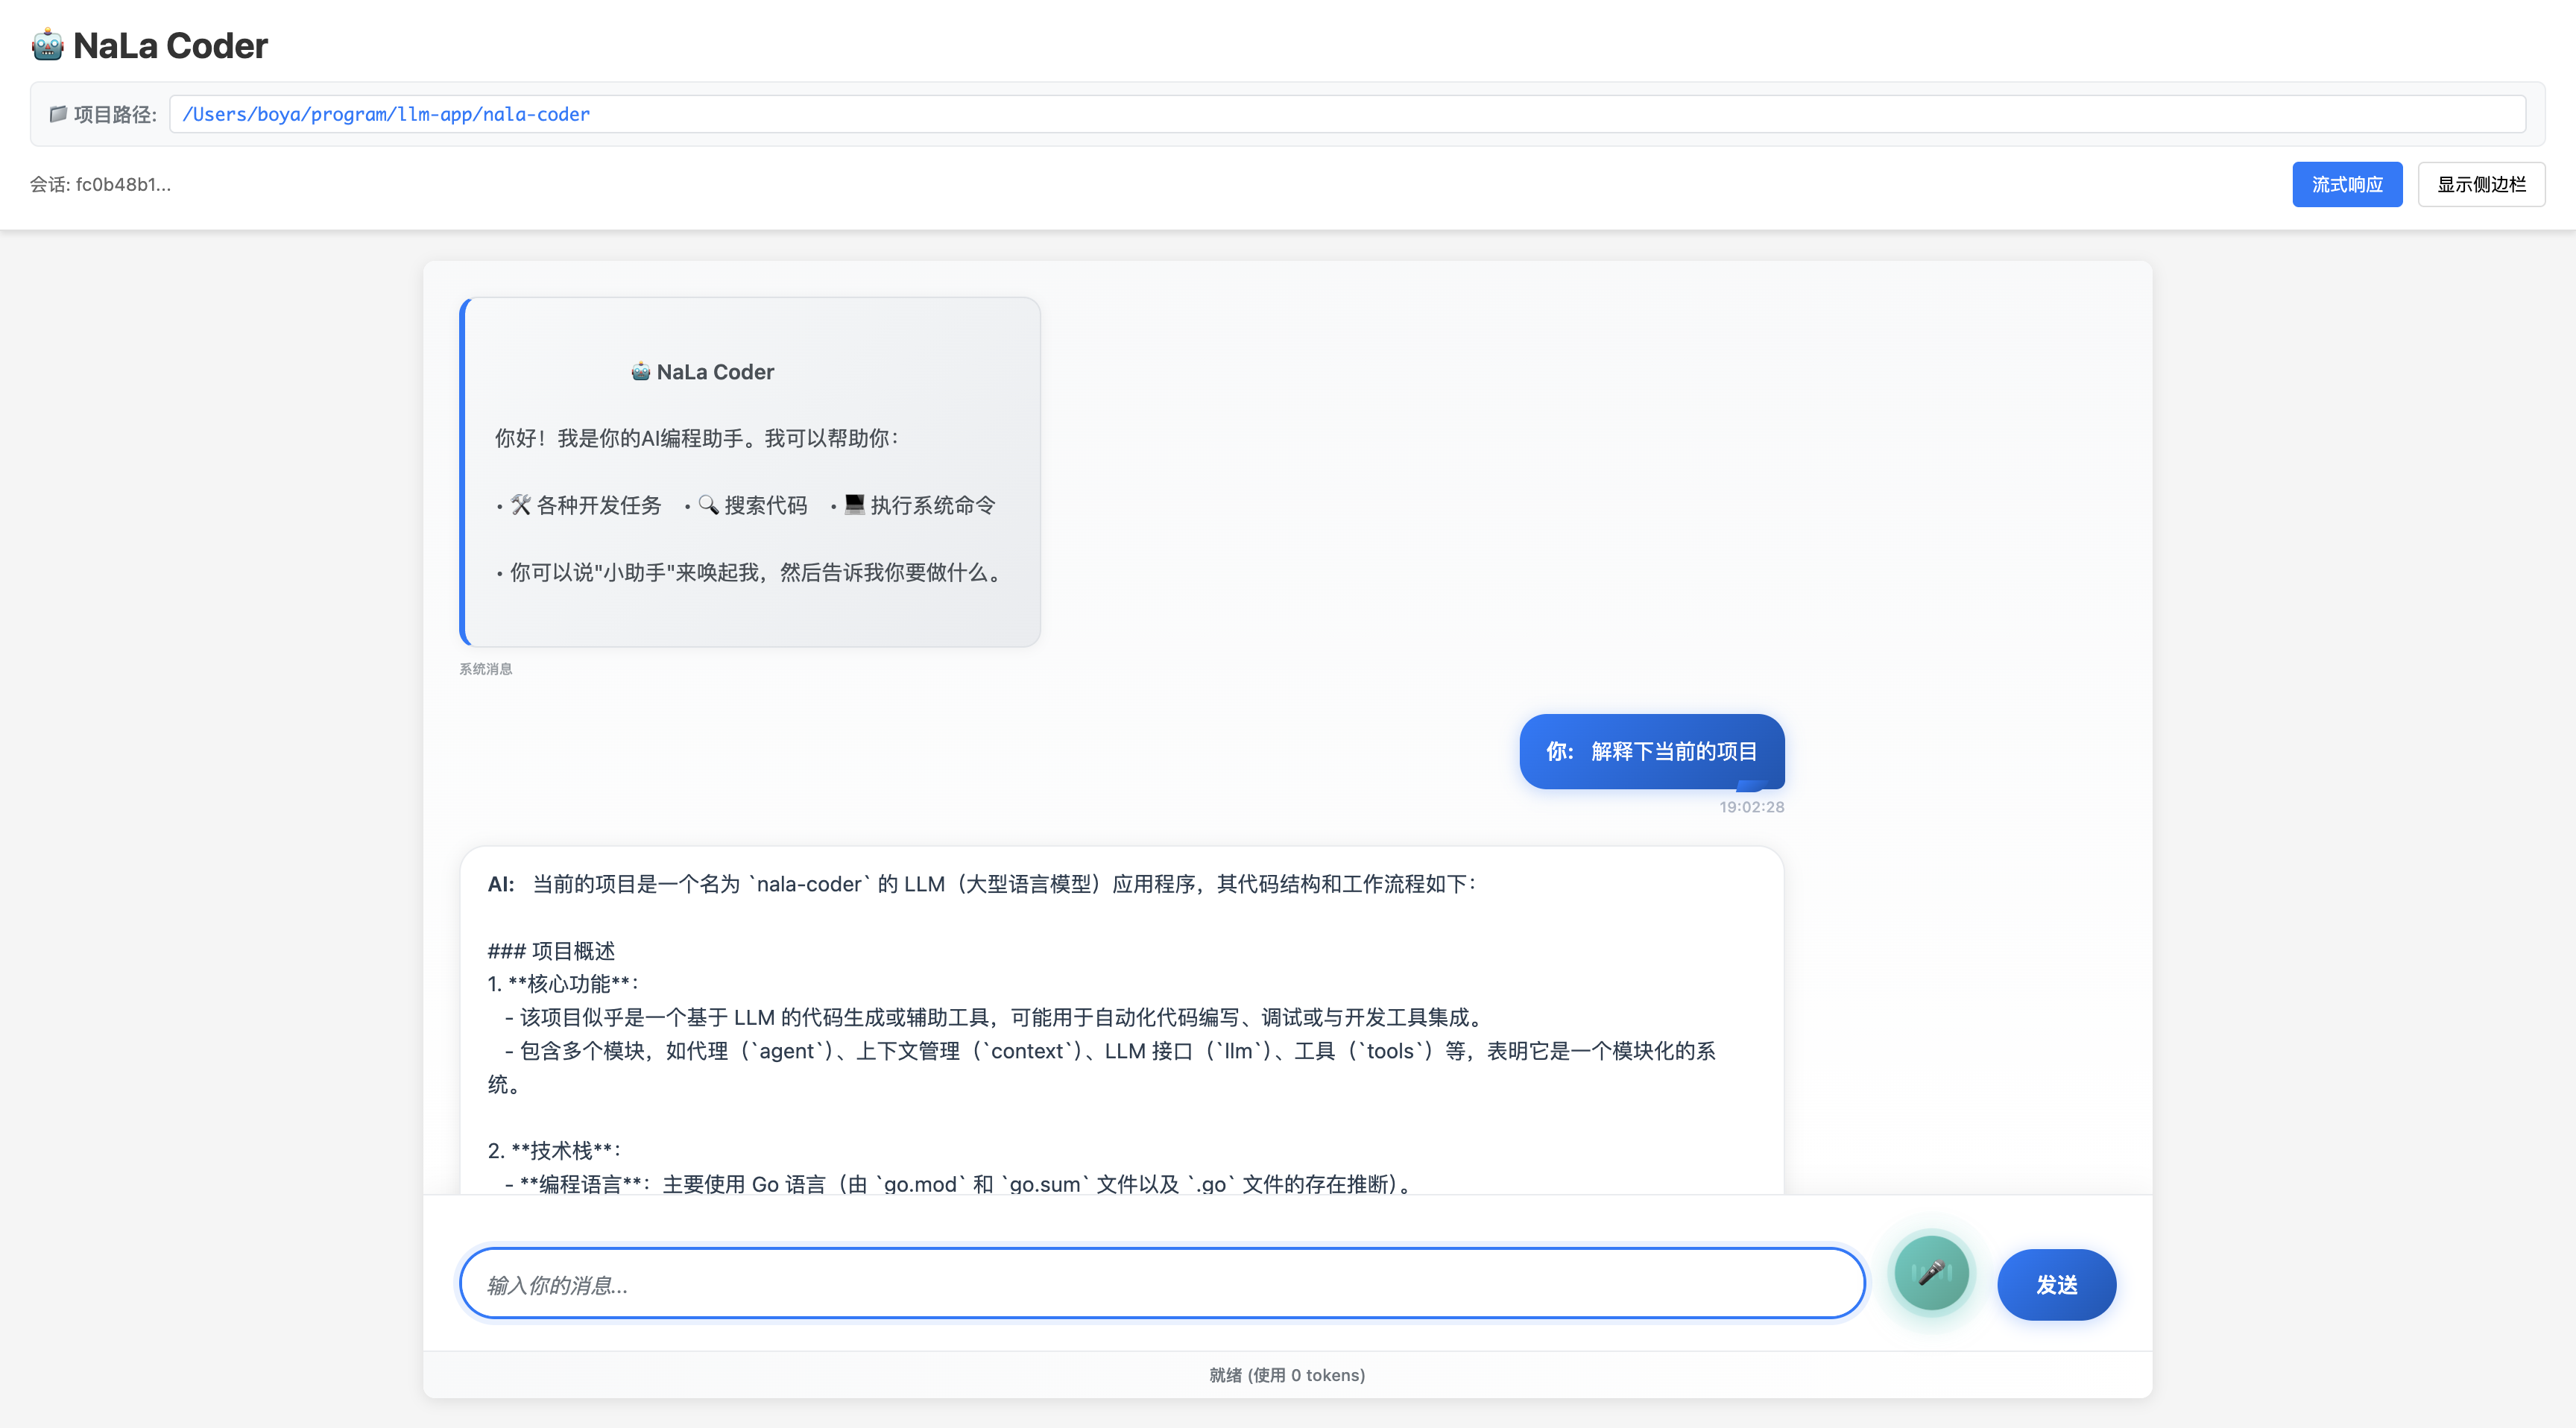 🤖 NaLa Coder
📁 项目路径: /Users/boya/program/llm-app/nala-coder
会话: fc0b48b1...
流式响应
显示侧边栏
🤖 NaLa Coder
你好！我是你的AI编程助手。我可以帮助你：
• 🛠️ 各种开发任务 • 🔍 搜索代码 • 💻 执行系统命令
• 你可以说"小助手"来唤起我，然后告诉我你要做什么。
系统消息
你: 解释下当前的项目
19:02:28
AI: 当前的项目是一个名为 `nala-coder` 的 LLM（大型语言模型）应用程序，其代码结构和工作流程如下：
### 项目概述
1. **核心功能**：
- 该项目似乎是一个基于 LLM 的代码生成或辅助工具，可能用于自动化代码编写、调试或与开发工具集成。
- 包含多个模块，如代理（`agent`）、上下文管理（`context`）、LLM 接口（`llm`）、工具（`tools`）等，表明它是一个模块化的系
统。
2. **技术栈**：
- **编程语言**：主要使用 Go 语言（由 `go.mod` 和 `go.sum` 文件以及 `.go` 文件的存在推断）。
输入你的消息...
发送
就绪 (使用 0 tokens)